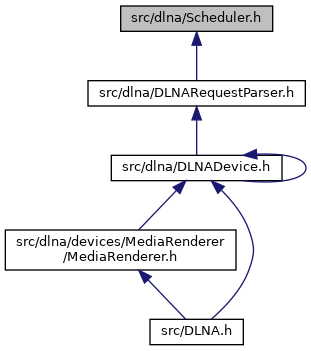 src/dlna/Scheduler.h
src/dlna/DLNARequestParser.h
src/dlna/DLNADevice.h
src/dlna/devices/MediaRenderer
/MediaRenderer.h
src/DLNA.h